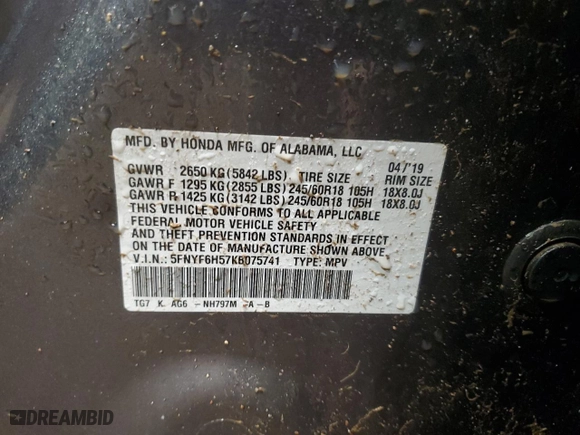 MFD. BY HONDA MFG. OF ALABAMA, LLC
GVWR 2650 KG (5842 LBS) TIRE SIZE 04/'19 RIM SIZE
GAWR F 1295 KG (2855 LBS) 245/60R18 105H 18X8.0J
GAWR R 1425 KG (3142 LBS) 245/60R18 105H 18X8.0J
THIS VEHICLE CONFORMS TO ALL APPLICABLE
FEDERAL MOTOR VEHICLE SAFETY
AND THEFT PREVENTION STANDARDS IN EFFECT
ON THE DATE OF MANUFACTURE SHOWN ABOVE.
V.I.N.: 5FNYF6H57KB075741 TYPE: MPV
TG7 K AG6 -NH797M -A -B
DREAMBID